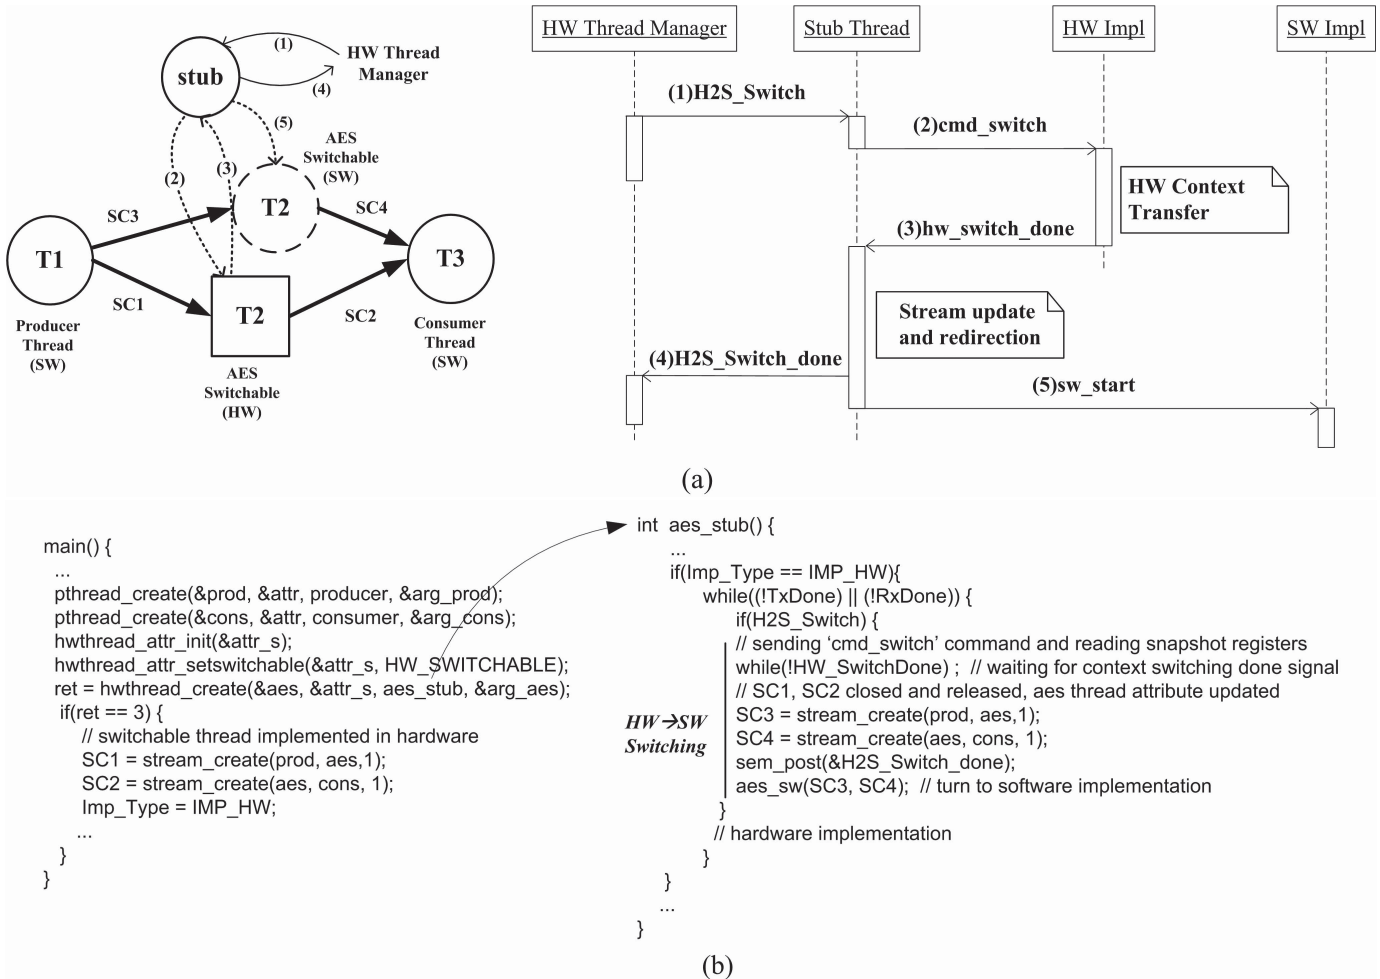 (1)
HW Thread
Manager
stub
(4)
(5)
AES
Switchable
(SW)
(2)
(3)
T2
SC3
SC4
T1
T3
SC1
T2
SC2
Producer
Thread
(SW)
Consumer
Thread
(SW)
AES
Switchable
(HW)
HW Thread Manager
Stub Thread
HW Impl
SW Impl
(1)H2S_Switch
(2)cmd_switch
HW Context
Transfer
(3)hw_switch_done
Stream update
and redirection
(4)H2S_Switch_done
(5)sw_start
(a)
main() {
...
pthread_create(&prod, &attr, producer, &arg_prod);
pthread_create(&cons, &attr, consumer, &arg_cons);
hwthread_attr_init(&attr_s);
hwthread_attr_setswitchable(&attr_s, HW_SWITCHABLE);
ret = hwthread_create(&aes, &attr_s, aes_stub, &arg_aes);
if(ret == 3) {
// switchable thread implemented in hardware
SC1 = stream_create(prod, aes,1);
SC2 = stream_create(aes, cons, 1);
Imp_Type = IMP_HW;
...
}
}
int aes_stub() {
...
if(Imp_Type == IMP_HW){
while((!TxDone) || (!RxDone)) {
if(H2S_Switch) {
// sending ‘cmd_switch’ command and reading snapshot registers
while(!HW_SwitchDone) ; // waiting for context switching done signal
// SC1, SC2 closed and released, aes thread attribute updated
SC3 = stream_create(prod, aes,1);
SC4 = stream_create(aes, cons, 1);
sem_post(&H2S_Switch_done);
aes_sw(SC3, SC4); // turn to software implementation
}
// hardware implementation
}
}
...
}
HW→SW
Switching
(b)